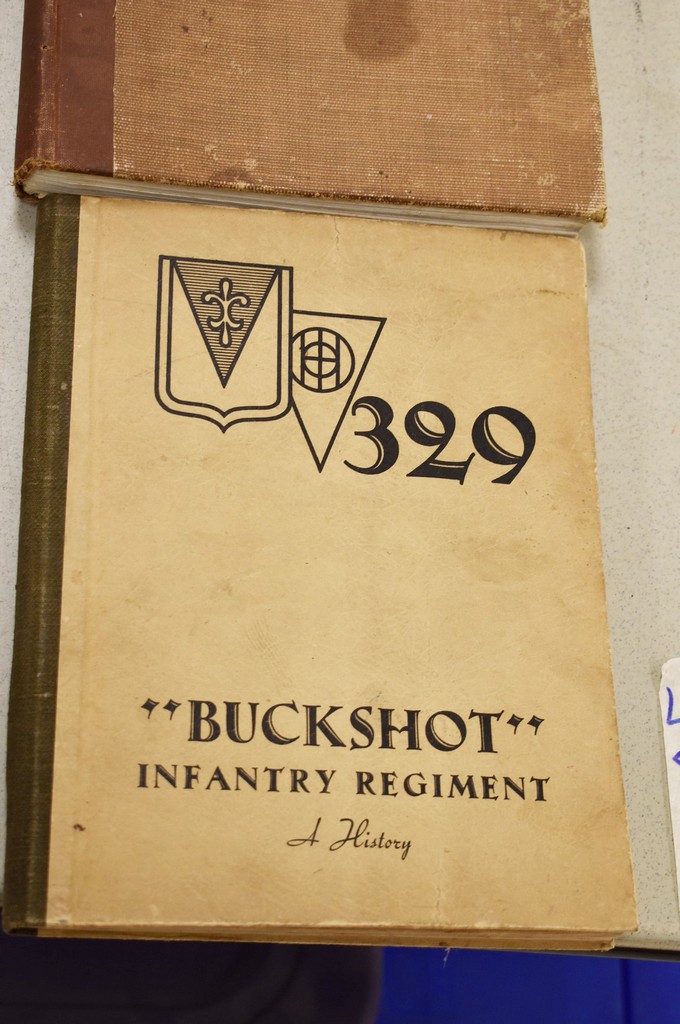 329
"BUCKSHOT"
INFANTRY REGIMENT
A History